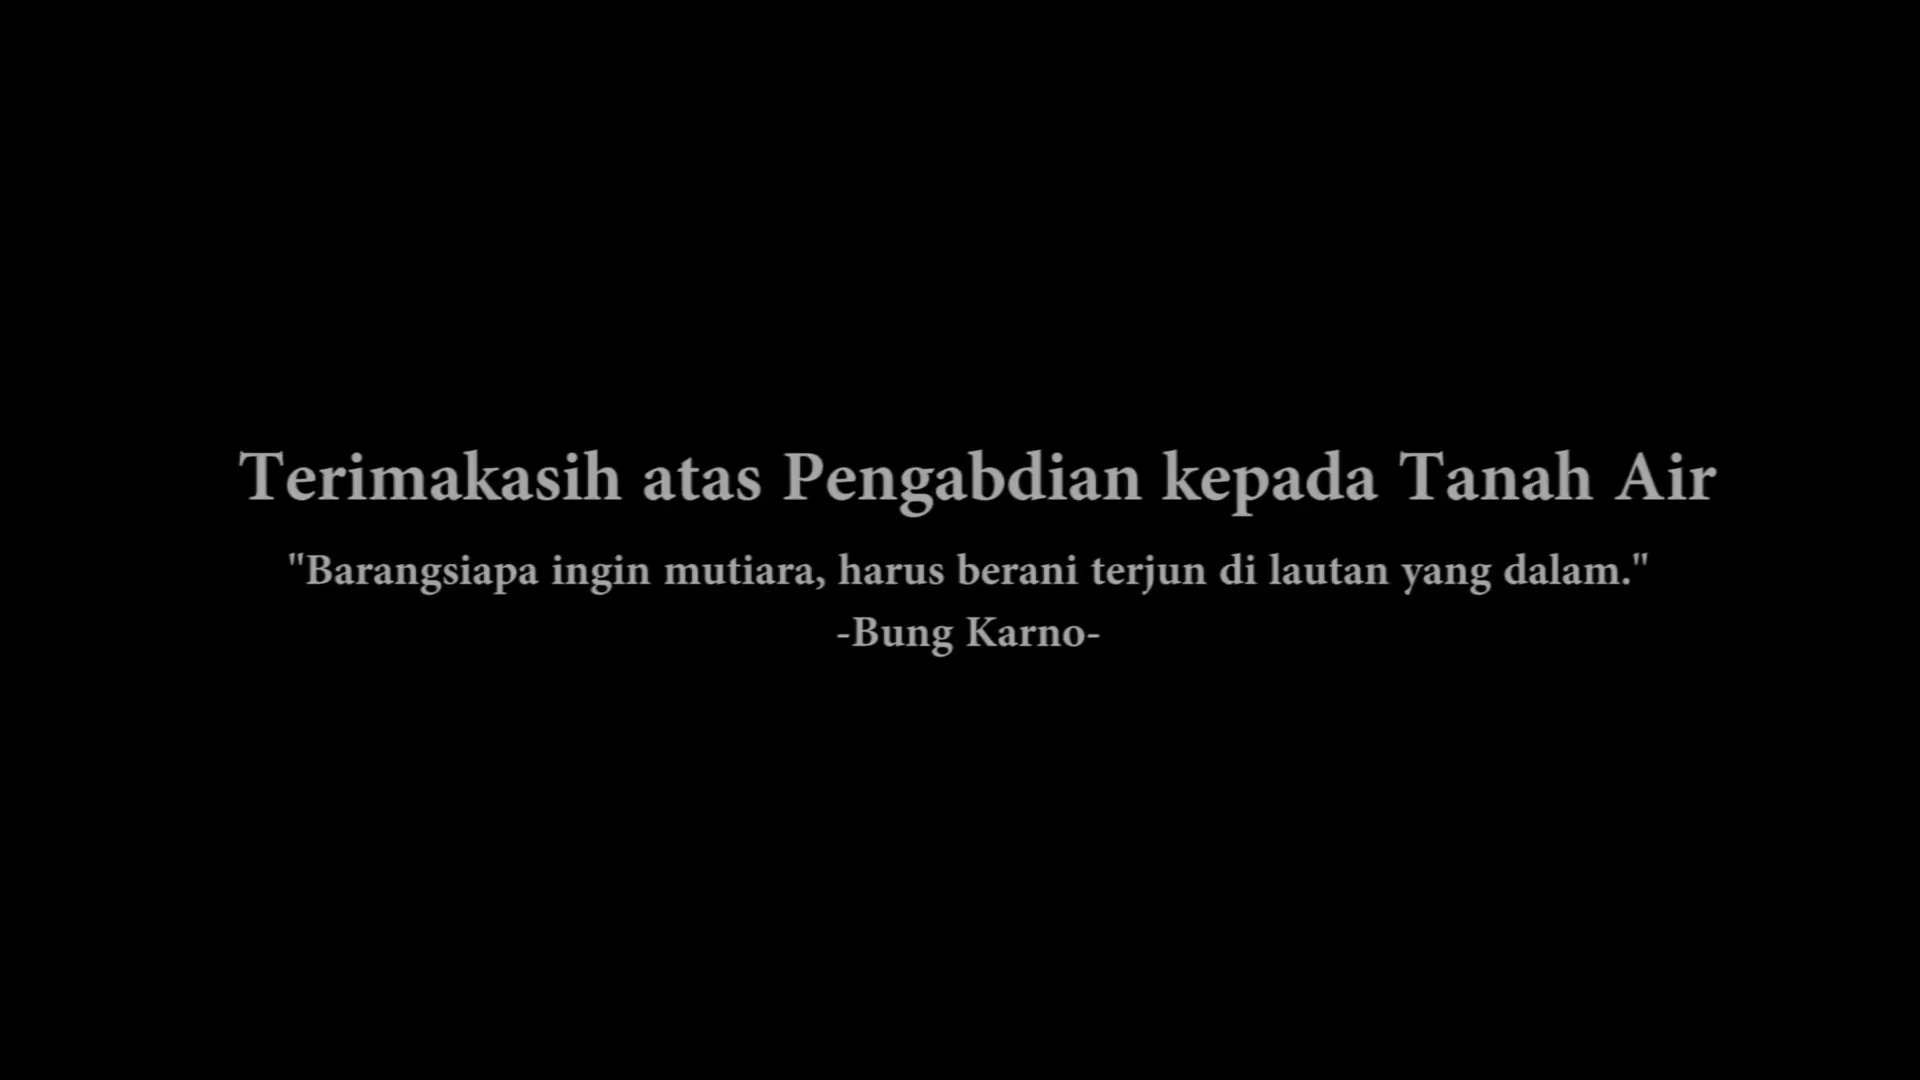 Terimakasih atas Pengabdian kepada Tanah Air
"Barangsiapa ingin mutiara, harus berani terjun di lautan yang dalam."
-Bung Karno-